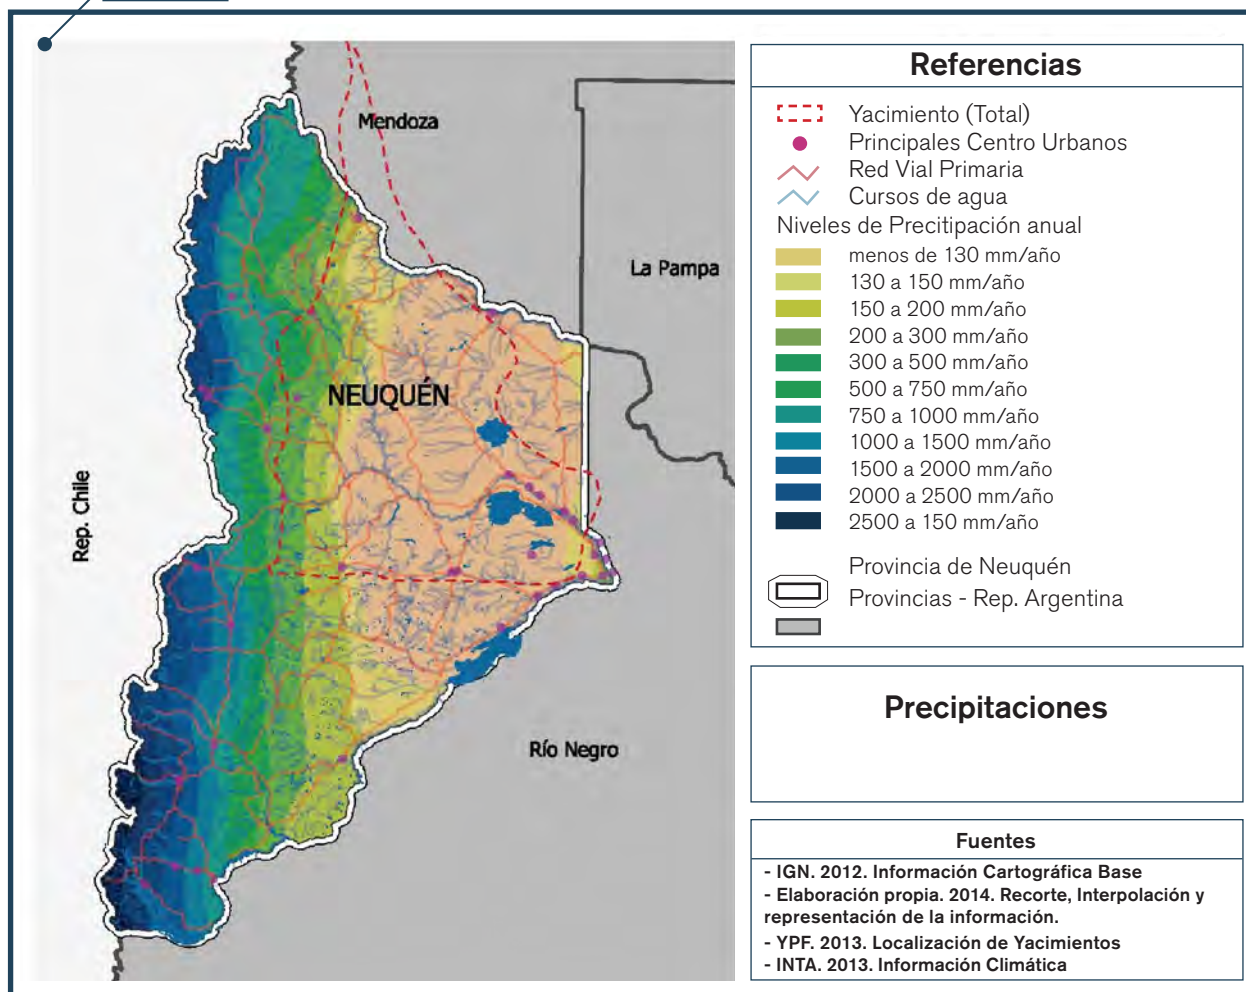 Mendoza
La Pampa
NEUQUÉN
Rep. Chile
Río Negro
Referencias
Yacimiento (Total)
Principales Centro Urbanos
Red Vial Primaria
Cursos de agua
Niveles de Precitipación anual
menos de 130 mm/año
130 a 150 mm/año
150 a 200 mm/año
200 a 300 mm/año
300 a 500 mm/año
500 a 750 mm/año
750 a 1000 mm/año
1000 a 1500 mm/año
1500 a 2000 mm/año
2000 a 2500 mm/año
2500 a 150 mm/año
Provincia de Neuquén
Provincias - Rep. Argentina
Precipitaciones
Fuentes
- IGN. 2012. Información Cartográfica Base
- Elaboración propia. 2014. Recorte, Interpolación y
representación de la información.
- YPF. 2013. Localización de Yacimientos
- INTA. 2013. Información Climática